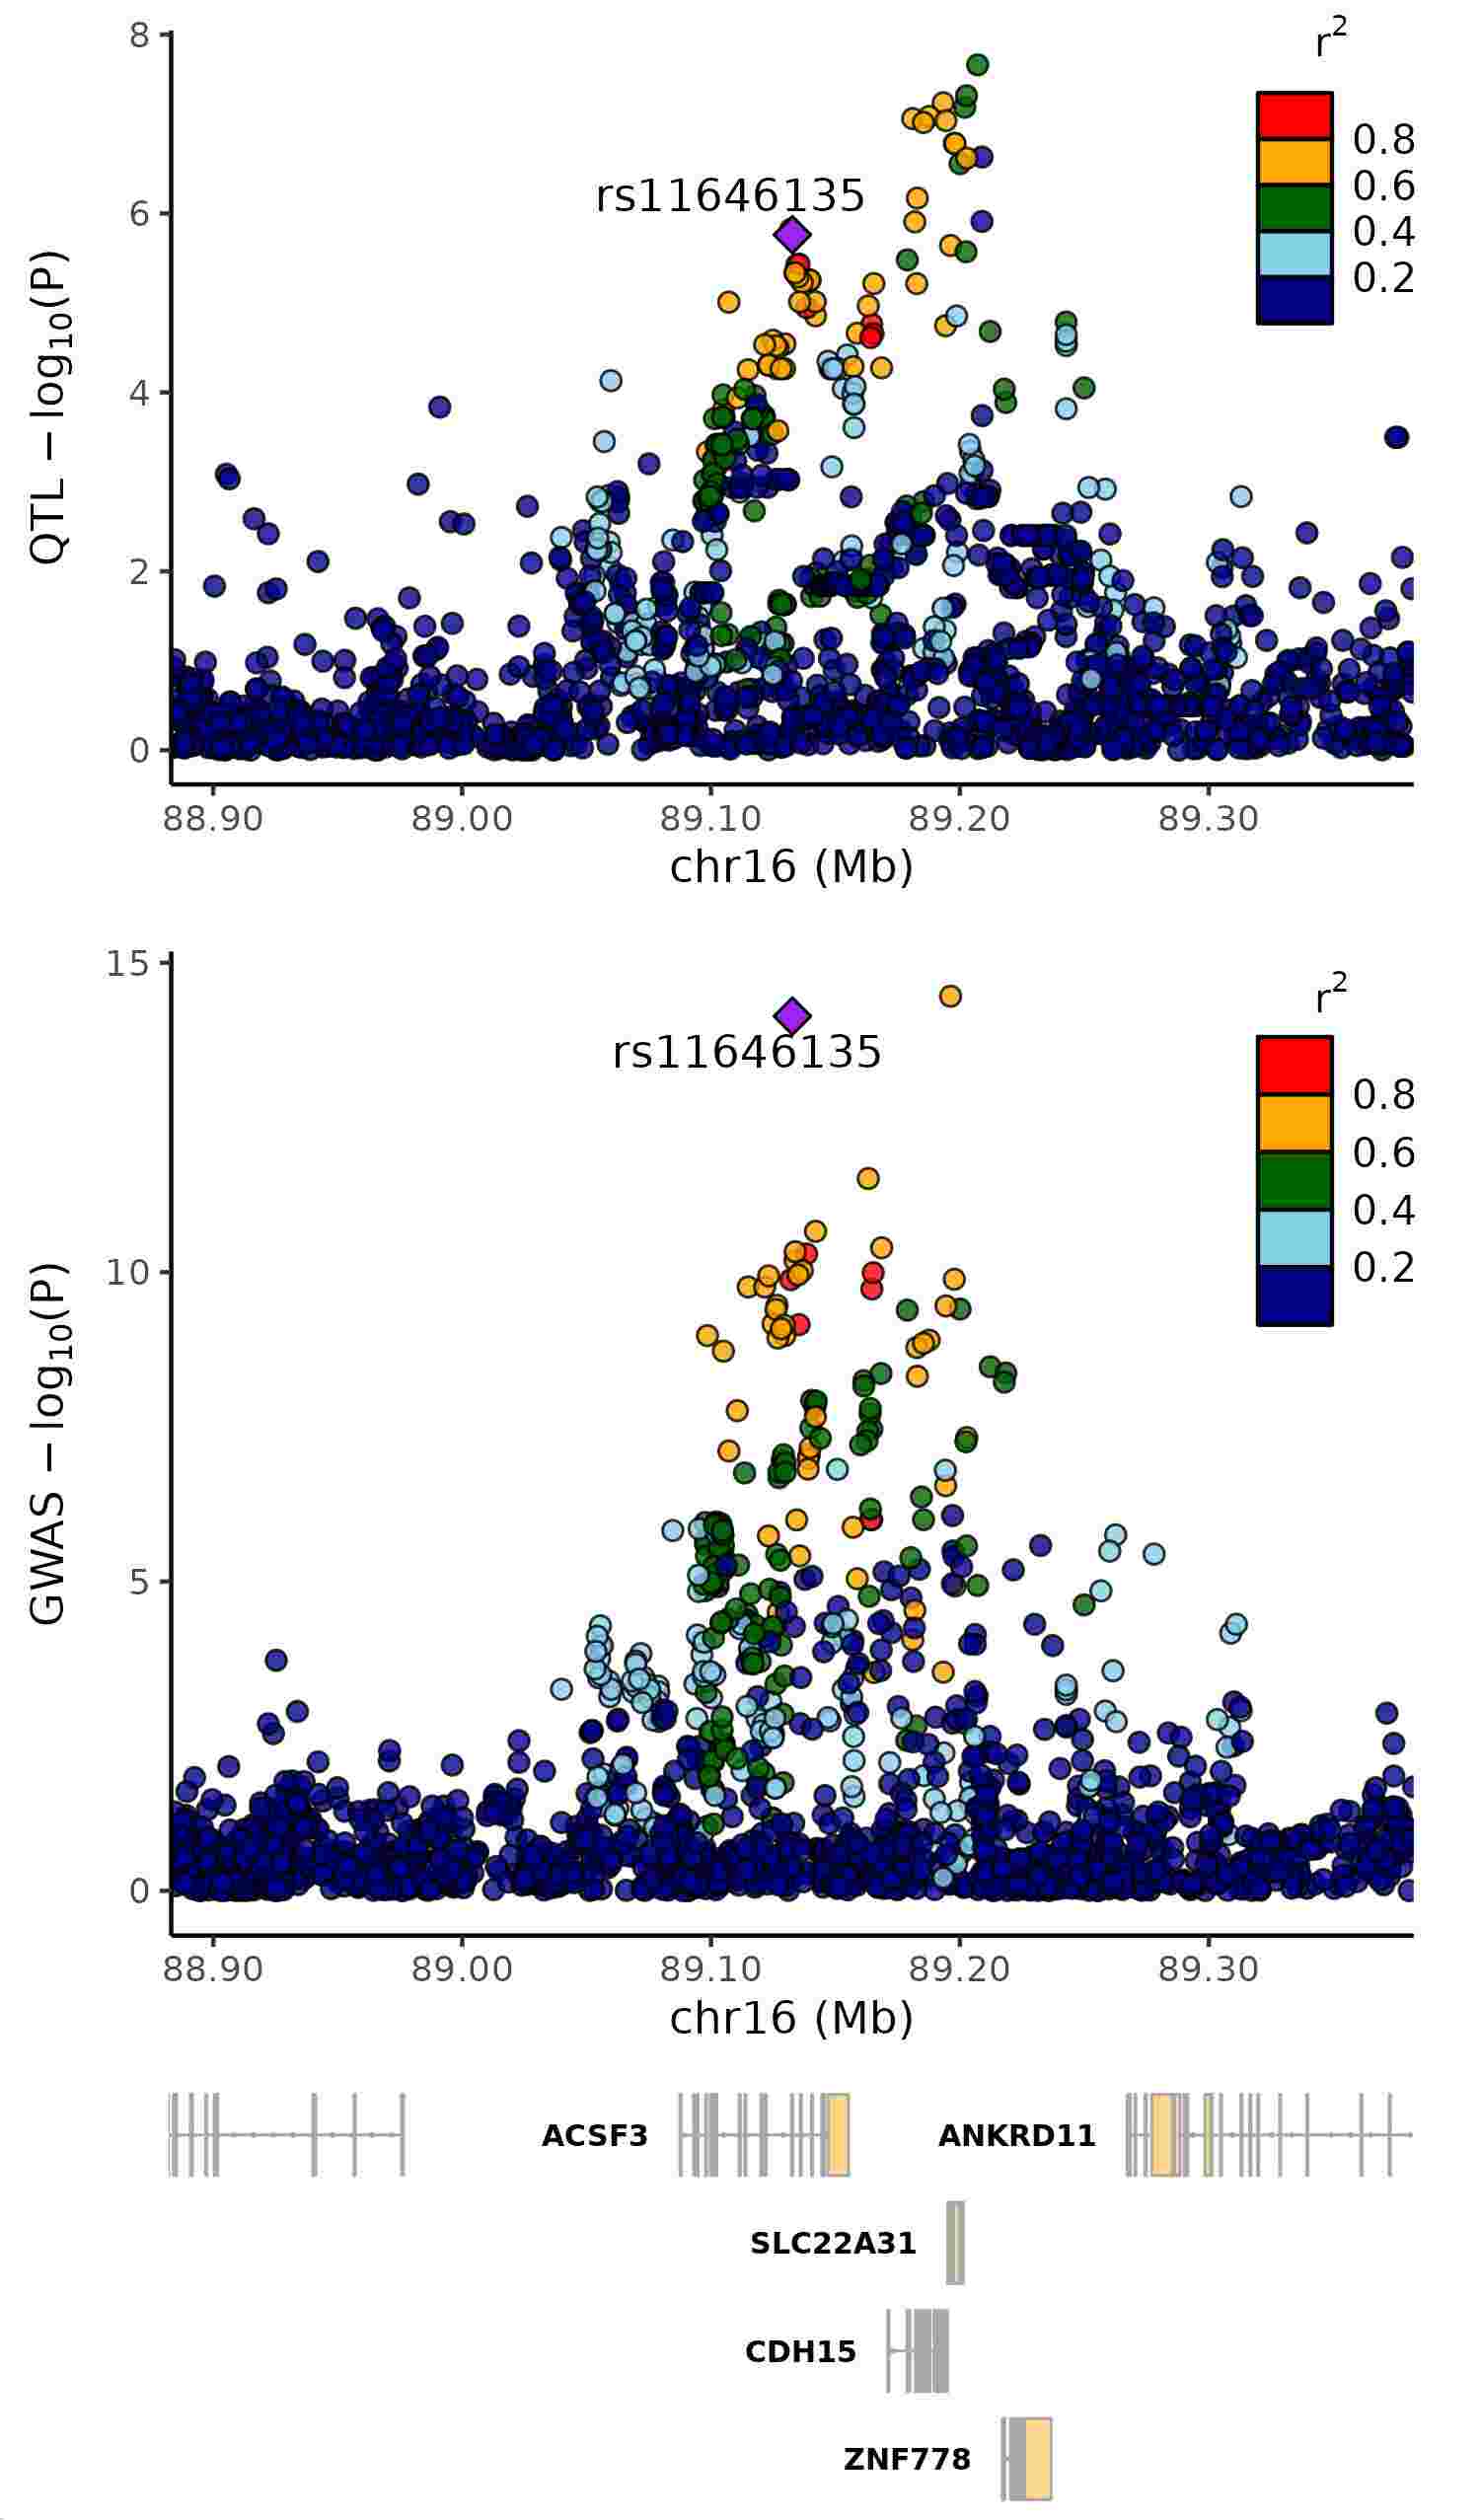 8
r2
0.8
rs11646135
0.6
6
0.4
0.2
QTL −log10(P)
4
2
0
88.90 89.00 89.10 89.20 89.30
chr16 (Mb)
15
r2
rs11646135
0.8
0.6
0.4
10
0.2
GWAS −log10(P)
5
0
88.90 89.00 89.10 89.20 89.30
chr16 (Mb)
ACSF3 ANKRD11
SLC22A31
CDH15
ZNF778